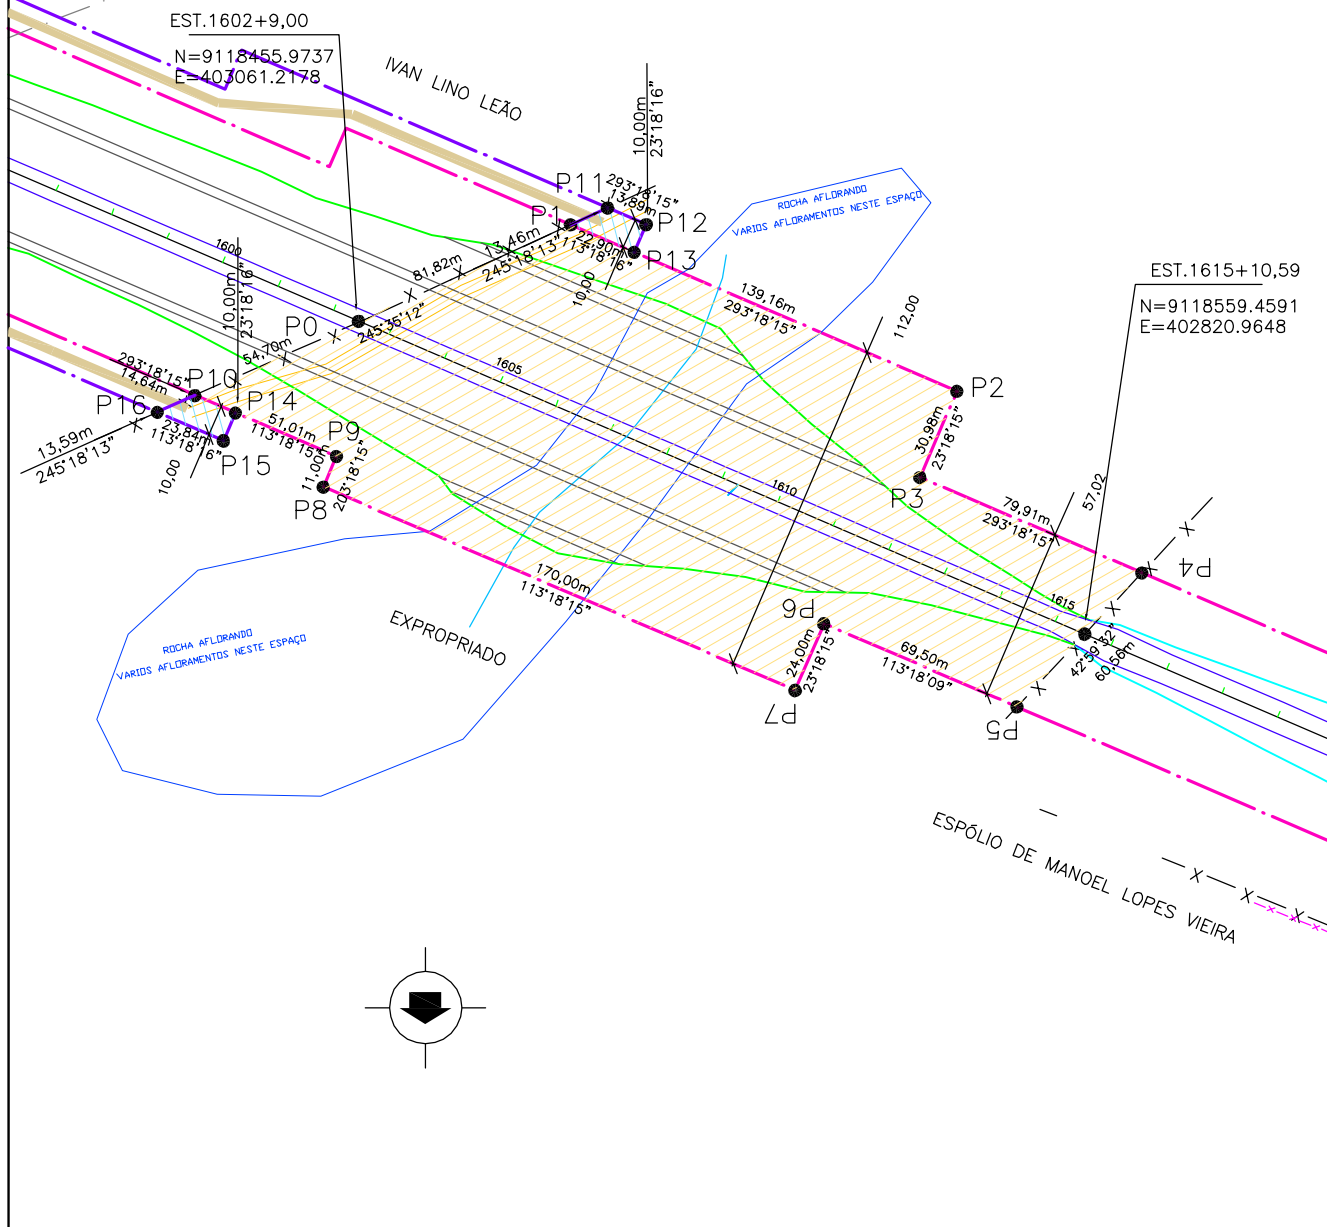 EST.1602+9,00
N=9118455.9737
E=403061.2178
IVAN LINO LEÃO
10,00m
23°18'16"
293°18'15"
13,89m
P11
P12
P1
P13
22,90m
113°18'16"
10,00
13,46m
245°18'13"
81,82m
245°35'12"
ROCHA AFLORANDO
VARIOS AFLORAMENTOS NESTE ESPAÇO
139,16m
293°18'15"
112,00
EST.1615+10,59
N=9118559.4591
E=402820.9648
1600
10,00m
23°18'16"
P0
54,70m
293°18'15"
14,64m
P10
P16
P14
23,84m
113°18'16"
P15
10,00
13,59m
245°18'13"
51,01m
113°18'15"
P9
11,00m
203°18'15"
P8
1605
1610
1615
P2
30,98m
23°18'15"
P3
79,91m
293°18'15"
57,02
P4
42°59'32"
60,56m
P5
69,50m
113°18'09"
P6
24,00m
23°18'15"
P7
170,00m
113°18'15"
EXPROPRIADO
ROCHA AFLORANDO
VARIOS AFLORAMENTOS NESTE ESPAÇO
ESPÓLIO DE MANOEL LOPES VIEIRA